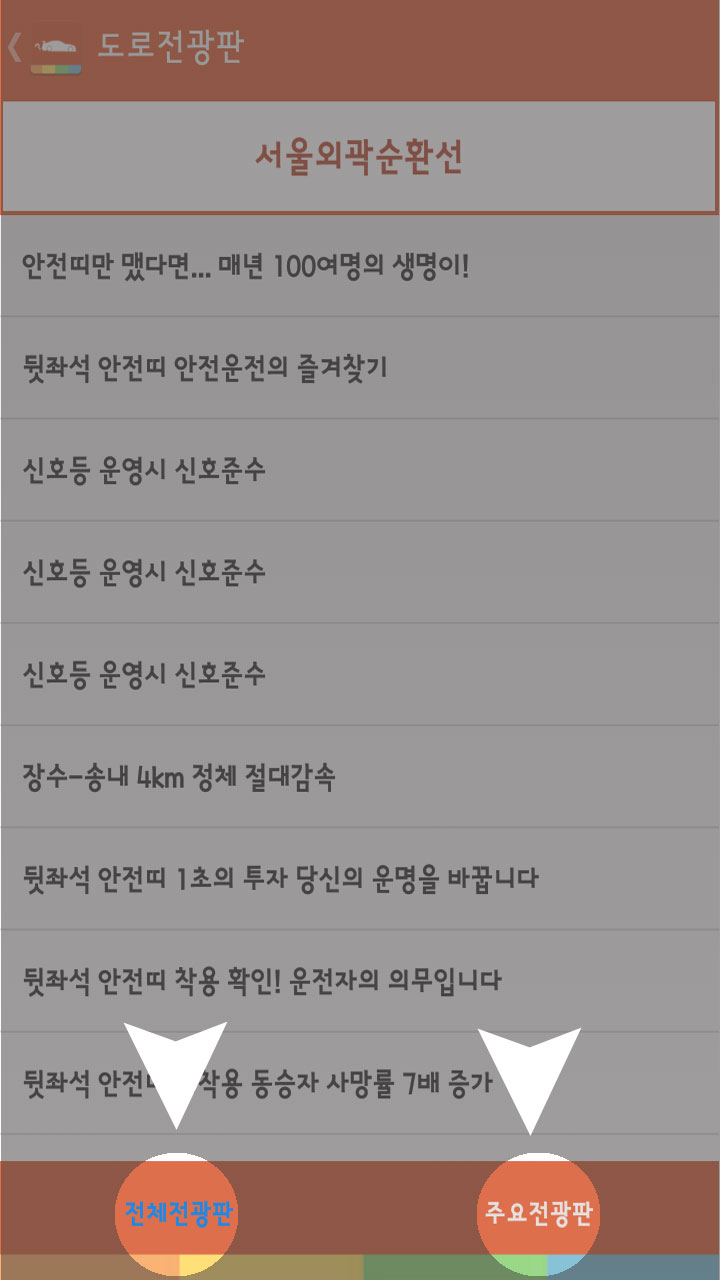 도로전광판
서울외곽순환선
안전띠만 맸다면... 매년 100여명의 생명이!
뒷좌석 안전띠 안전운전의 즐겨찾기
신호등 운영시 신호준수
신호등 운영시 신호준수
신호등 운영시 신호준수
장수-송내 4km 정체 절대감속
뒷좌석 안전띠 1초의 투자 당신의 운명을 바꿉니다
뒷좌석 안전띠 착용 확인! 운전자의 의무입니다
뒷좌석 안전띠 착용 동승자 사망률 7배 증가
전체전광판
주요전광판